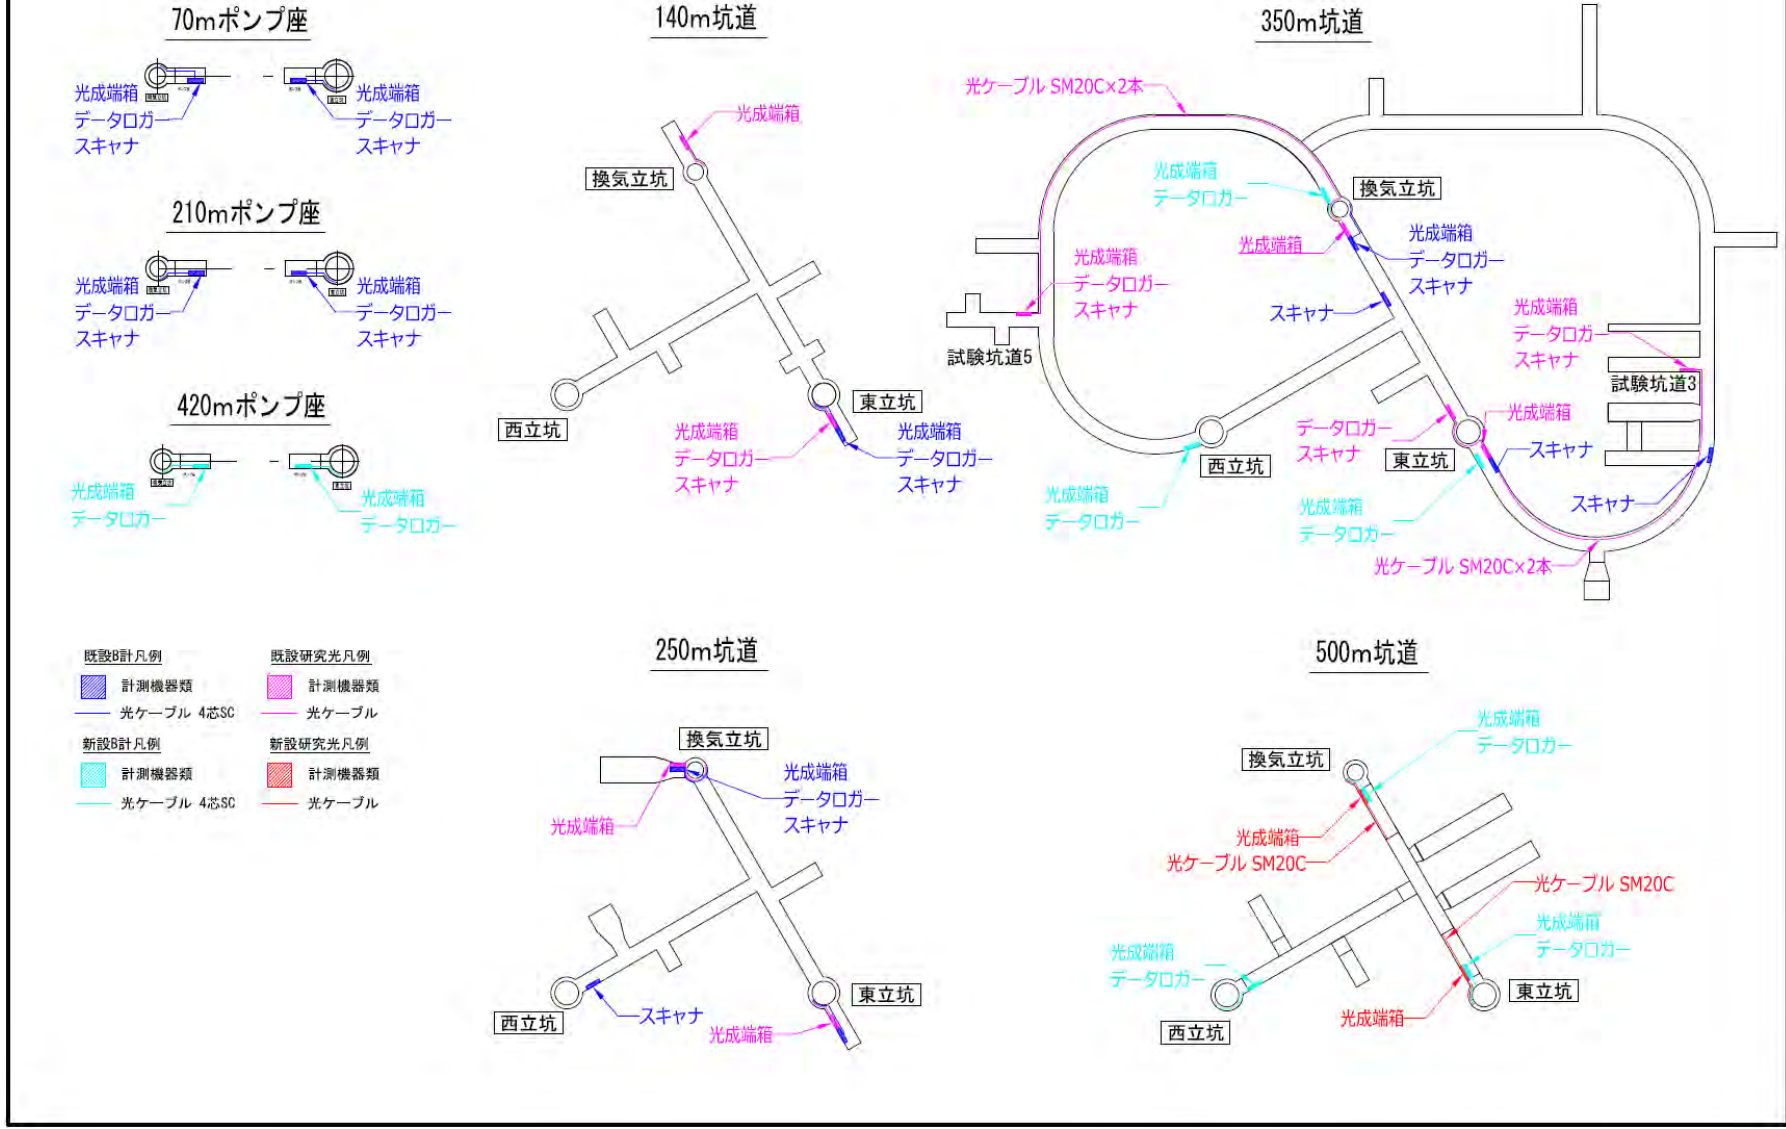 70mポンプ座
光成端箱
データロガー
スキャナ
光成端箱
データロガー
スキャナ
210mポンプ座
光成端箱
データロガー
スキャナ
光成端箱
データロガー
スキャナ
420mポンプ座
光成端箱
データロガー
光成端箱
データロガー
既設B計凡例
計測機器類
光ケーブル 4芯SC
新設B計凡例
計測機器類
光ケーブル 4芯SC
既設研究光凡例
計測機器類
光ケーブル
新設研究光凡例
計測機器類
光ケーブル
140m坑道
光成端箱
換気立坑
西立坑
東立坑
光成端箱
データロガー
スキャナ
光成端箱
データロガー
スキャナ
250m坑道
換気立坑
光成端箱
データロガー
スキャナ
光成端箱
西立坑
スキャナ
東立坑
光成端箱
350m坑道
光ケーブル SM20C×2本
光成端箱
データロガー
換気立坑
光成端箱
光成端箱
データロガー
スキャナ
光成端箱
データロガー
スキャナ
スキャナ
試験坑道5
光成端箱
データロガー
スキャナ
試験坑道3
光成端箱
データロガー
スキャナ
東立坑
スキャナ
西立坑
光成端箱
データロガー
光成端箱
データロガー
スキャナ
光ケーブル SM20C×2本
500m坑道
光成端箱
データロガー
換気立坑
光成端箱
光ケーブル SM20C
光ケーブル SM20C
光成端箱
データロガー
光成端箱
データロガー
東立坑
光成端箱
西立坑